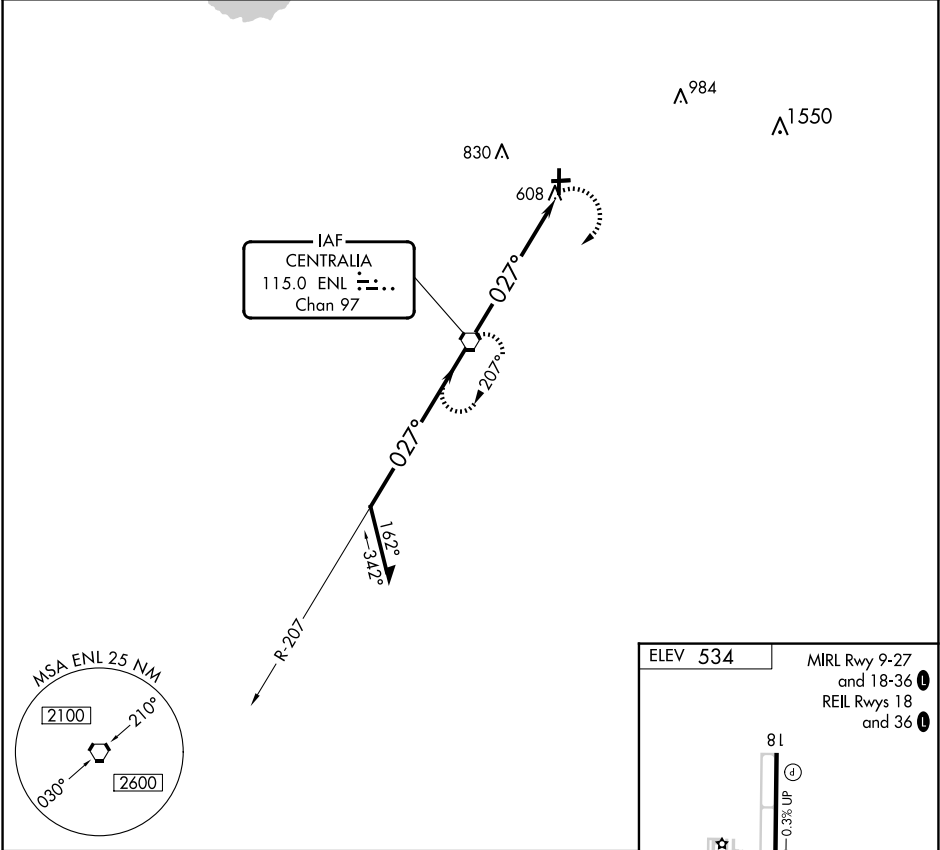 984
1550
830
608
IAF
CENTRALIA
115.0 ENL
Chan 97
027°
207°
027°
162°
342°
R-207
MSA ENL 25 NM
2100
210°
030°
2600
ELEV 534
MIRL Rwy 9-27
and 18-36 L
REIL Rwys 18
and 36 L
18
P
0.3% UP